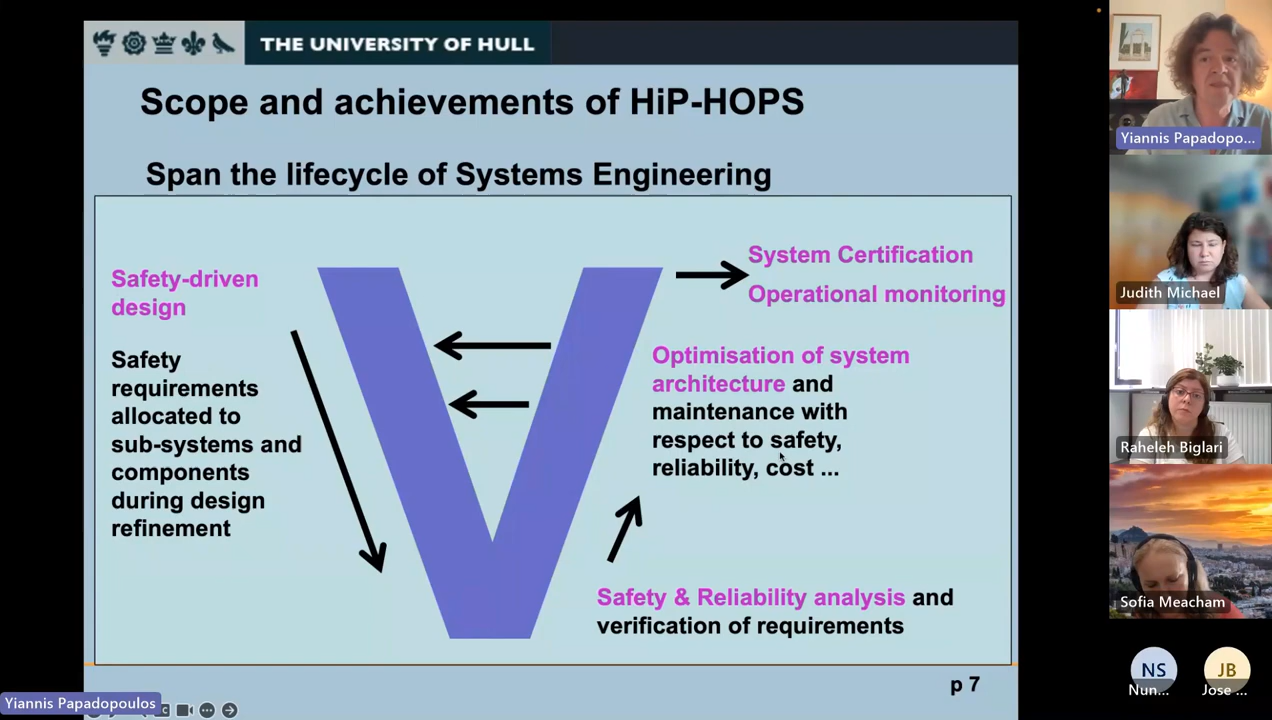 THE UNIVERSITY OF HULL
Scope and achievements of HiP-HOPS
Span the lifecycle of Systems Engineering
Safety-driven
design
Safety
requirements
allocated to
sub-systems and
components
during design
refinement
System Certification
Operational monitoring
Optimisation of system
architecture and
maintenance with
respect to safety,
reliability, cost ...
Safety & Reliability analysis and
verification of requirements
p 7
Yiannis Papadopoulos
Yiannis Papadopo...
Judith Michael
Raheleh Biglari
Sofia Meacham
NS
Nun...
JB
Jose ...